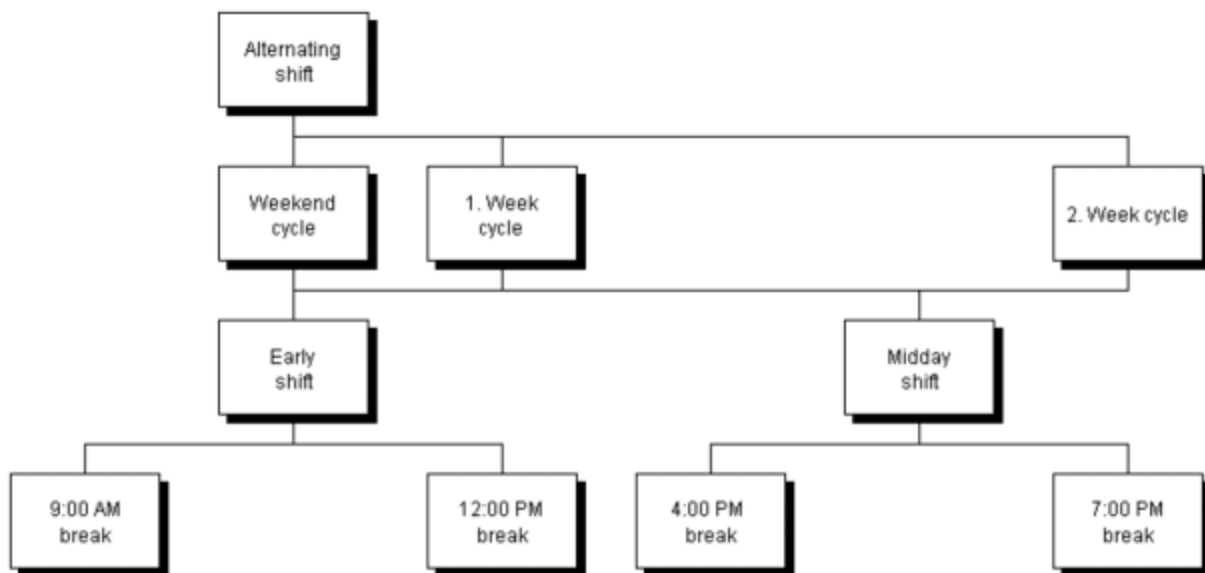 Alternating
shift
Weekend
cycle
1. Week
cycle
2. Week cycle
Early
shift
Midday
shift
9:00 AM
break
12:00 PM
break
4:00 PM
break
7:00 PM
break